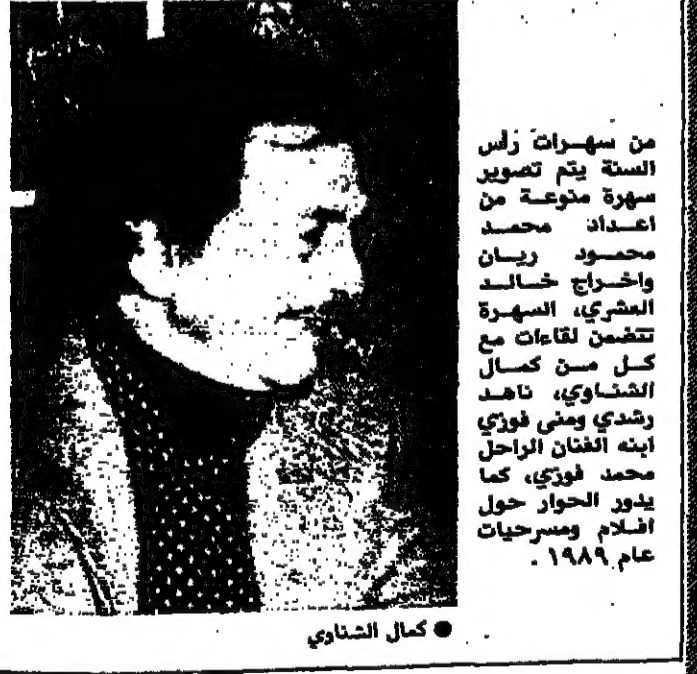 من سهرات رأس
السنة يتم تصوير
سهرة منوعة من
اعداد محمد
محمود ريان
واخراج خالد
العشري، السهرة
تتضمن لقاءات مع
كل من كمال
الشناوي، ناهد
رشدي ومنى فوزي
ابنه الفنان الراحل
محمد فوزي، كما
يدور الحوار حول
افلام ومسرحيات
عام ١٩٨٩ .
● كمال الشناوي